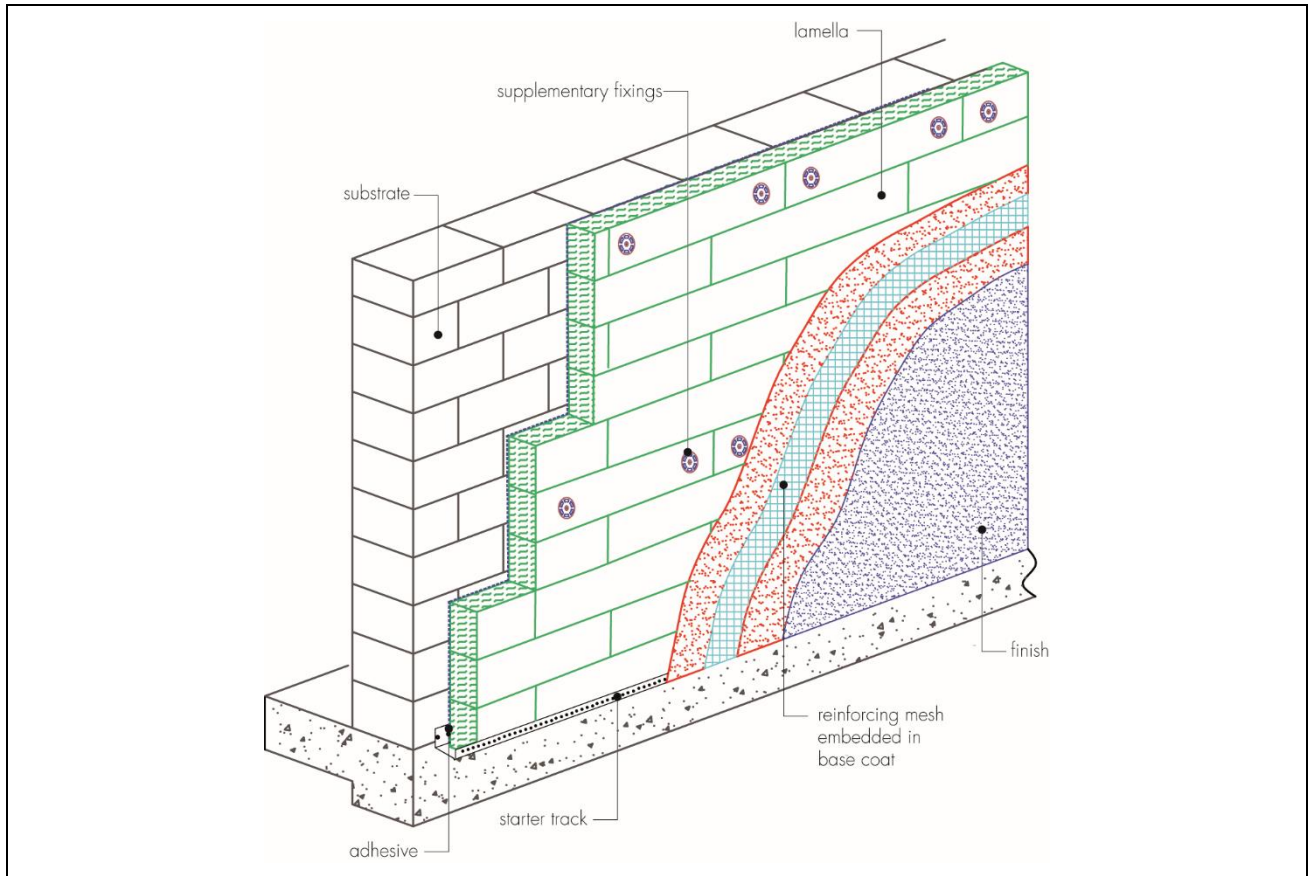 lamella
supplementary fixings
substrate
finish
reinforcing mesh
embedded in
base coat
starter track
adhesive